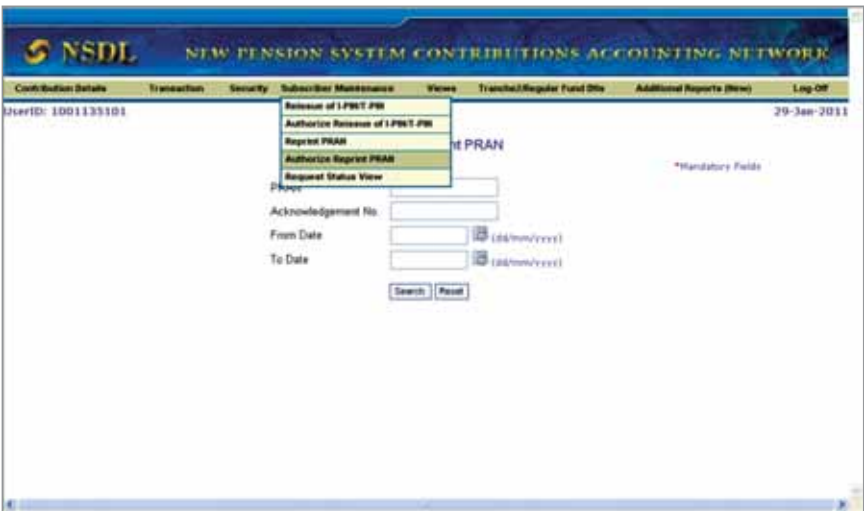 NSDL NEW PENSION SYSTEM CONTRIBUTIONS ACCOUNTING NETWORK
Contribution Details Transaction Security Subscriber Maintenance Views Tranche2/Regular Fund Dtls Additional Reports (New) Log-Off
UserID: 1001135101 29-Jan-2011
Reissue of I-PIN/T-PIN
Authorize Reissue of I-PIN/T-PIN
Reprint PRAN
Authorize Reprint PRAN
Request Status View
nt PRAN
*Mandatory Fields
PRAN
Acknowledgement No.
From Date (dd/mm/yyyy)
To Date (dd/mm/yyyy)
Search Reset